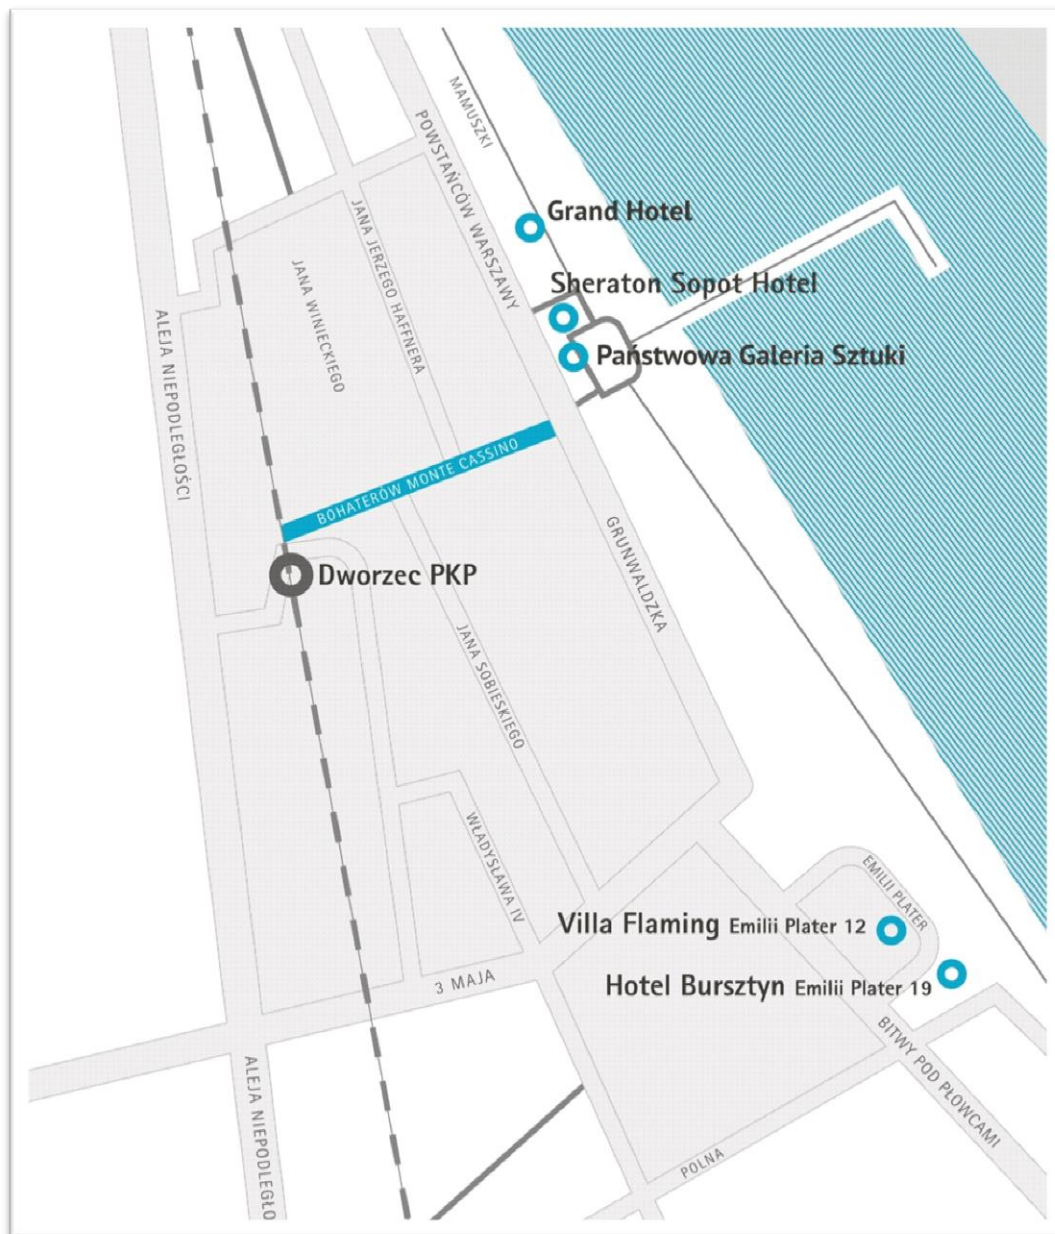 MAMUSZKI
POWSTAŃCÓW WARSZAWY
Grand Hotel
JANA JERZEGO HAFFNERA
JANA WINIECKIEGO
Sheraton Sopot Hotel
ALEJA NIEPODLEGŁOŚCI
Państwowa Galeria Sztuki
BOHATERÓW MONTE CASSINO
GRUNWALDZKA
Dworzec PKP
JANA SOBIESKIEGO
WŁADYSŁAWA IV
EMILII PLATER
Villa Flaming Emilii Plater 12
Hotel Bursztyn Emilii Plater 19
3 MAJA
BITWY POD PŁOWCAMI
ALEJA NIEPODLEGŁO
POLNA